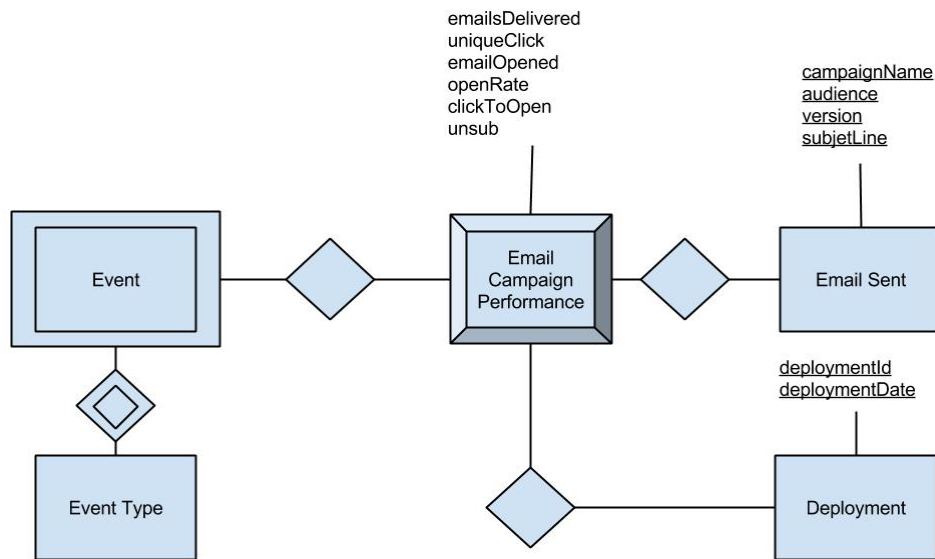 emailsDelivered
uniqueClick
emailOpened
openRate
clickToOpen
unsub
campaignName
audience
version
subjetLine
Event
Email
Campaign
Performance
Email Sent
deploymentId
deploymentDate
Event Type
Deployment